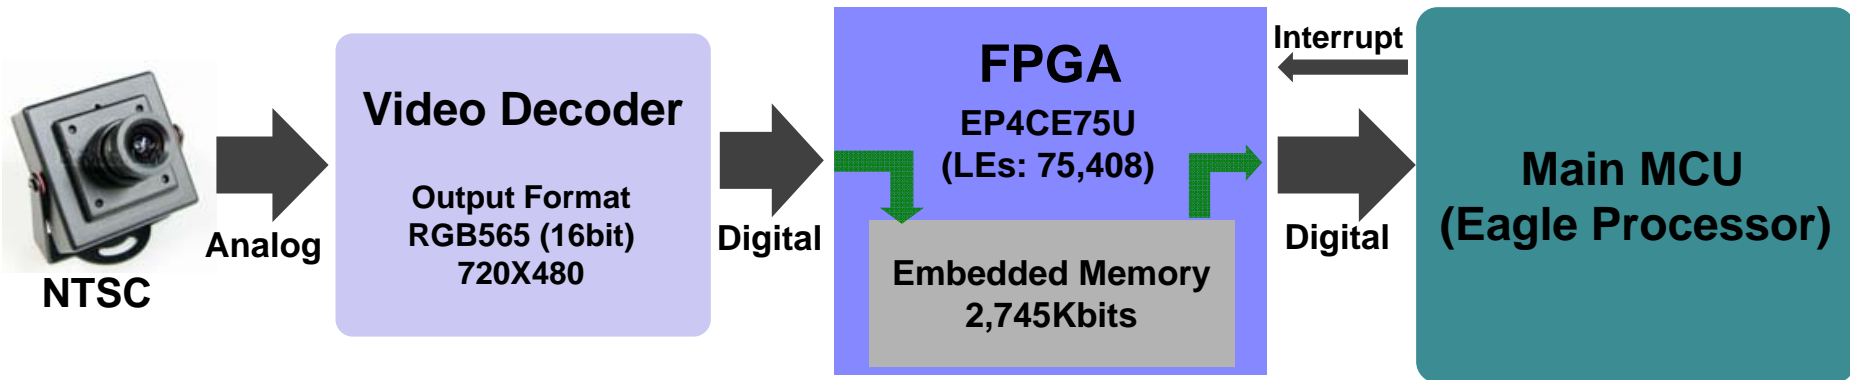 NTSC
Analog
Video Decoder
Output Format
RGB565 (16bit)
720X480
Digital
FPGA
EP4CE75U
(LEs: 75,408)
Embedded Memory
2,745Kbits
Interrupt
Digital
Main MCU
(Eagle Processor)